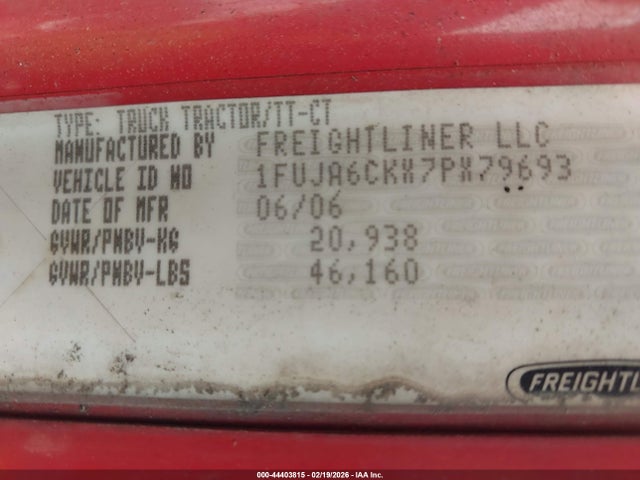 TYPE: TRUCK TRACTOR/TT-CT
MANUFACTURED BY FREIGHTLINER LLC
VEHICLE ID NO 1FUJA6CKX7PX79693
DATE OF MFR 06/06
GVWR/PNBV-KG 20,938
GVWR/PNBV-LBS 46,160
FREIGHTL
000-44403815 - 02/19/2026 - IAA Inc.